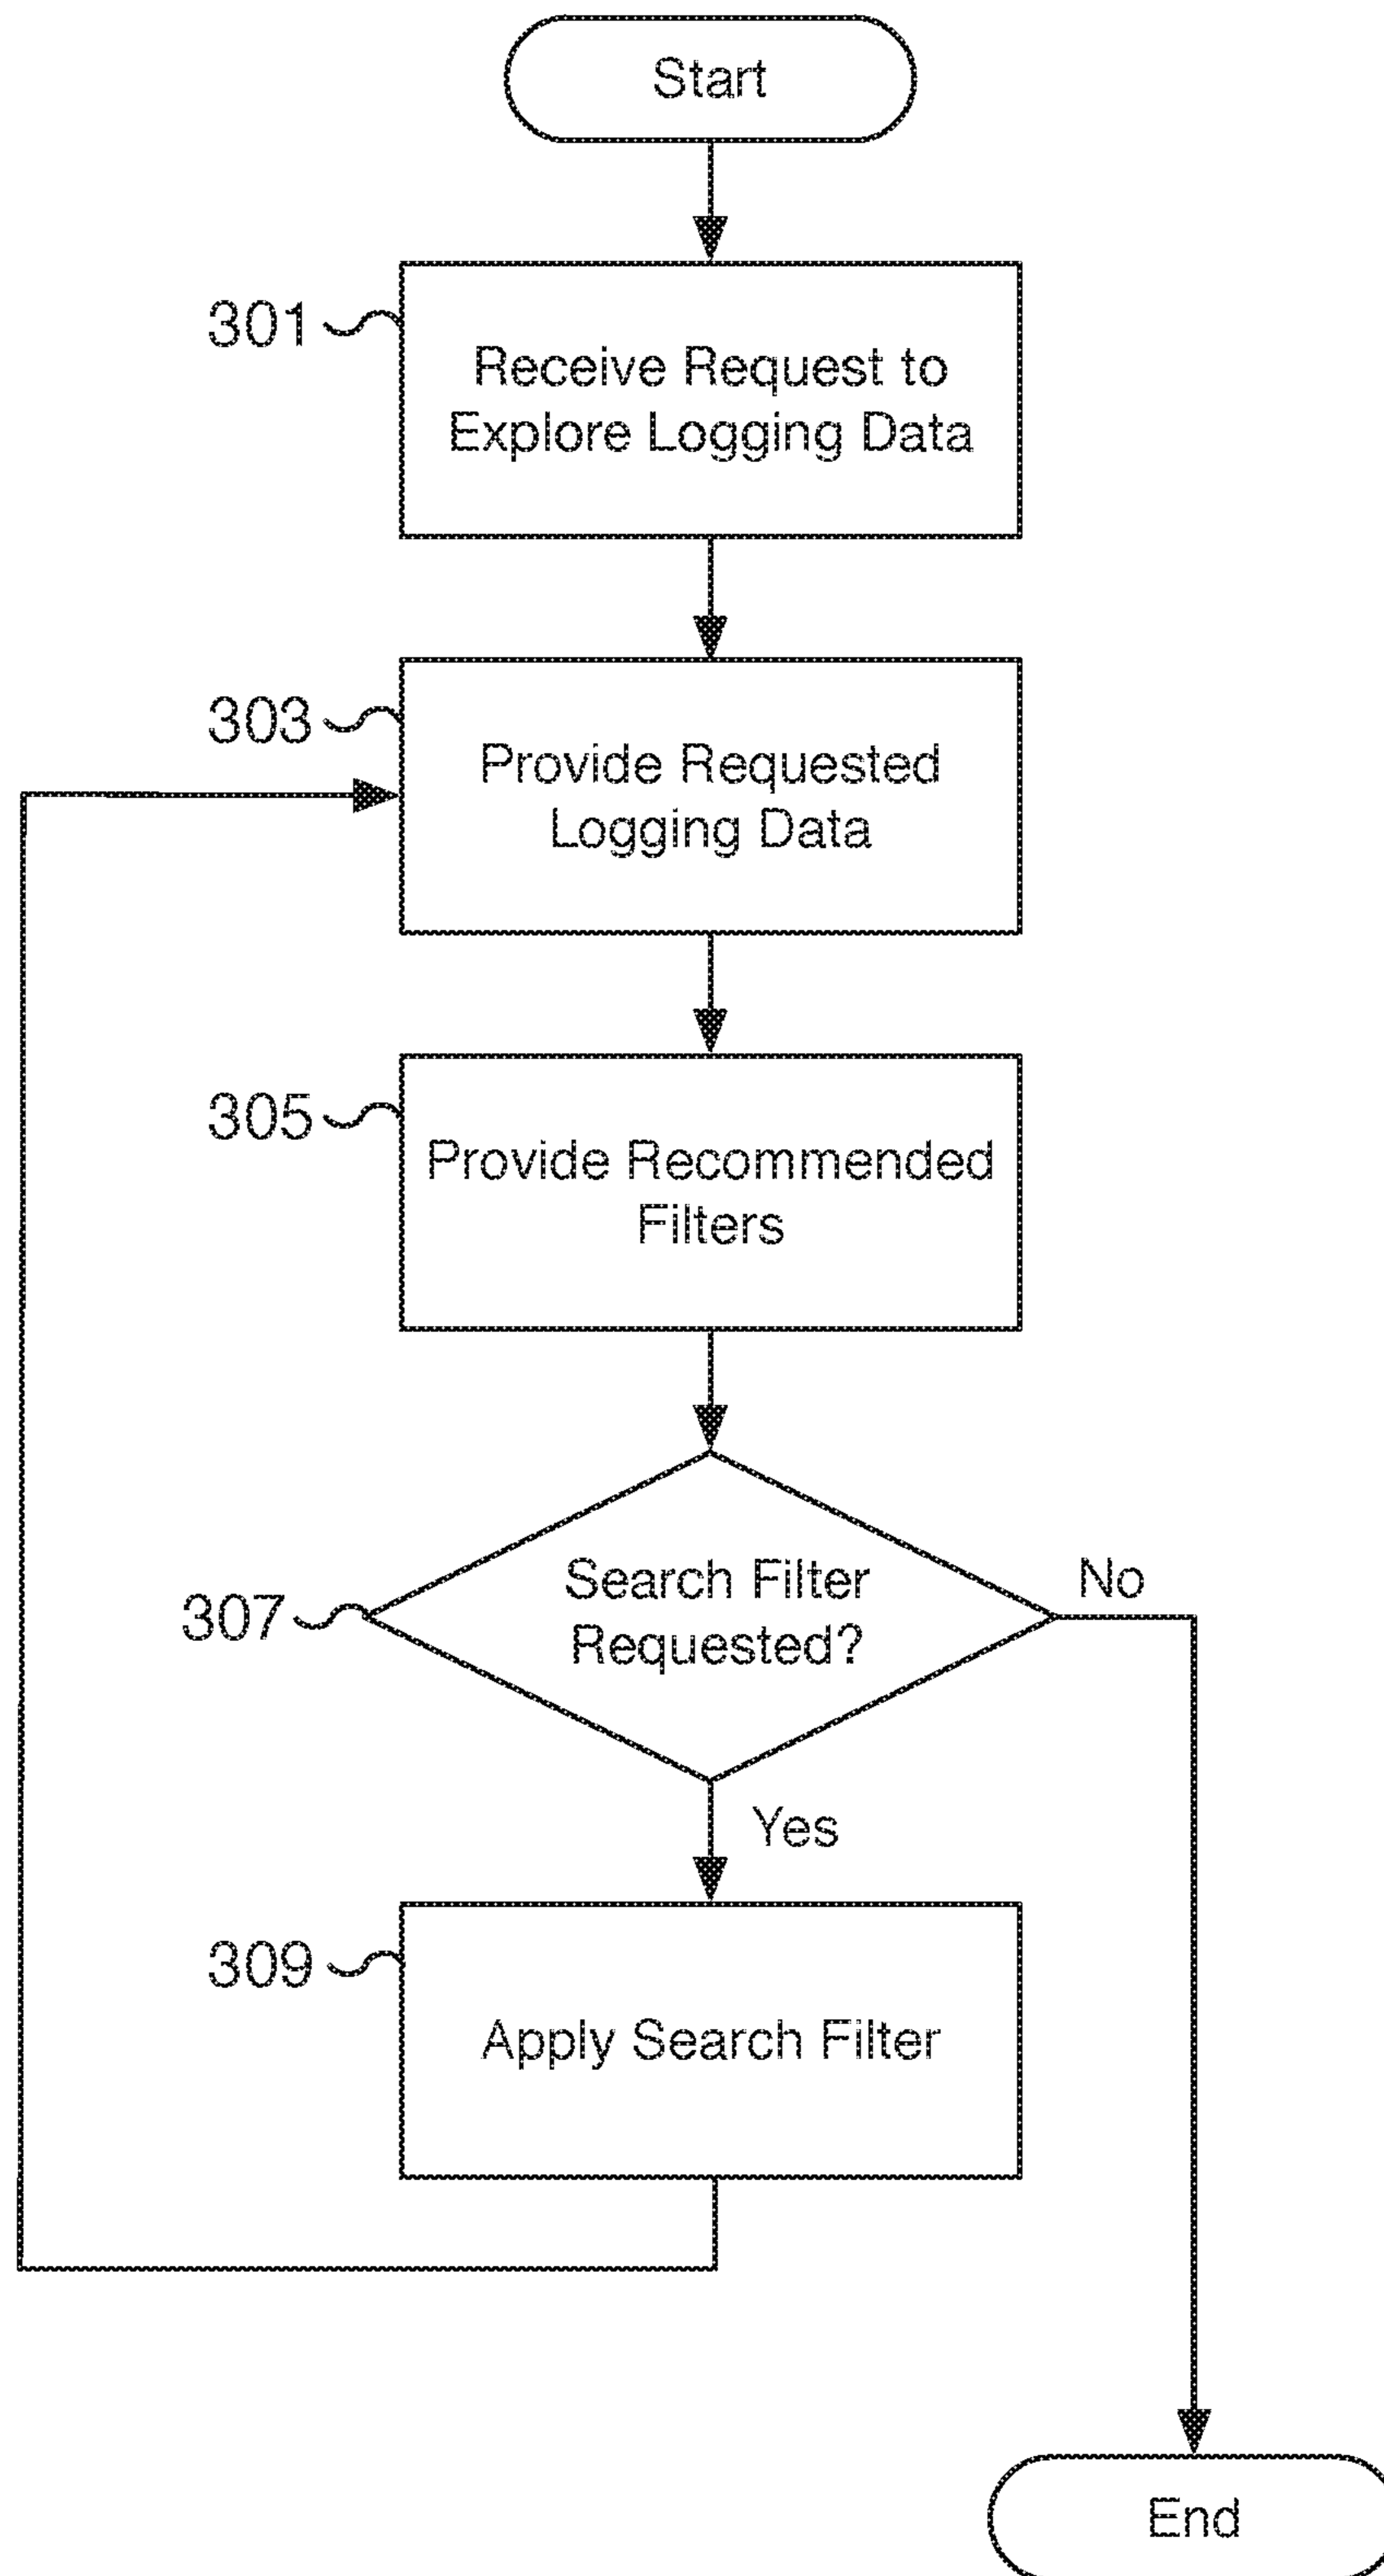 Start
301
Receive Request to
Explore Logging Data
303
Provide Requested
Logging Data
305
Provide Recommended
Filters
307
Search Filter
Requested?
No
Yes
309
Apply Search Filter
End